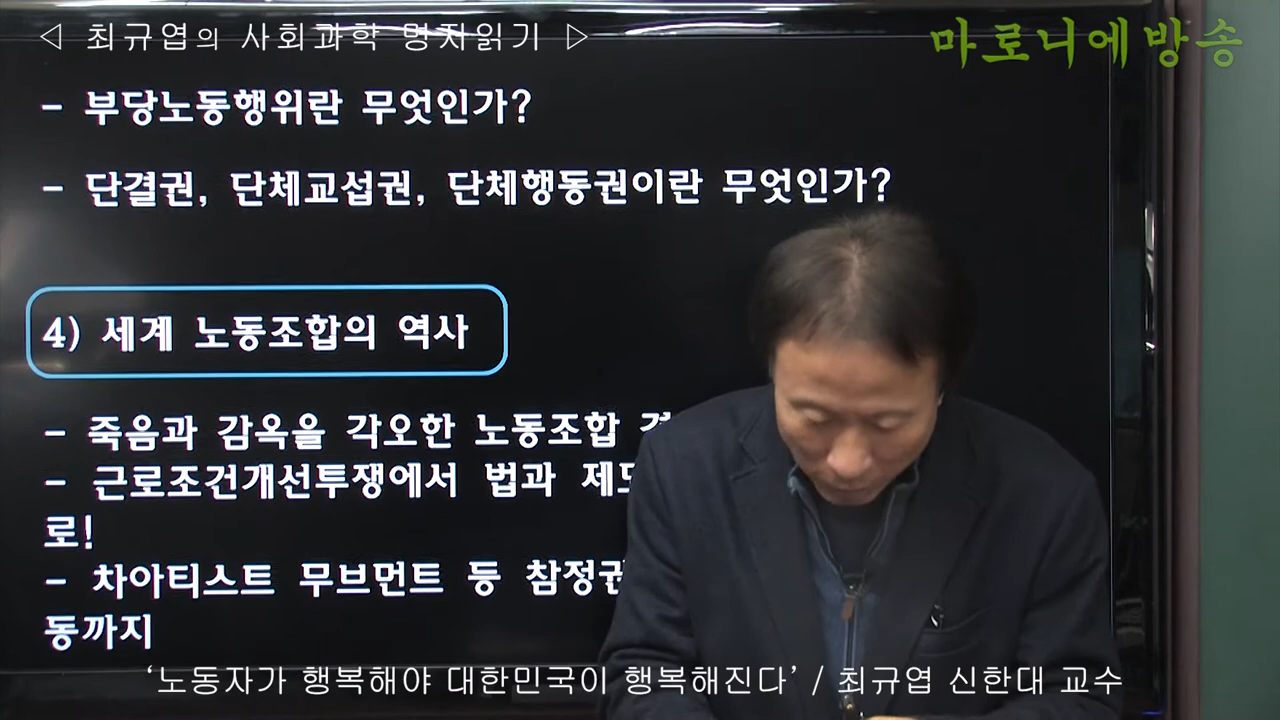 ◁ 최규엽의 사회과학 명저읽기 ▷
마로니에방송
- 부당노동행위란 무엇인가?
- 단결권, 단체교섭권, 단체행동권이란 무엇인가?
4) 세계 노동조합의 역사
- 죽음과 감옥을 각오한 노동조합
- 근로조건개선투쟁에서 법과
로!
- 차아티스트 무브먼트 등 참정권
동까지
‘노동자가 행복해야 대한민국이 행복해진다’ / 최규엽 신한대 교수